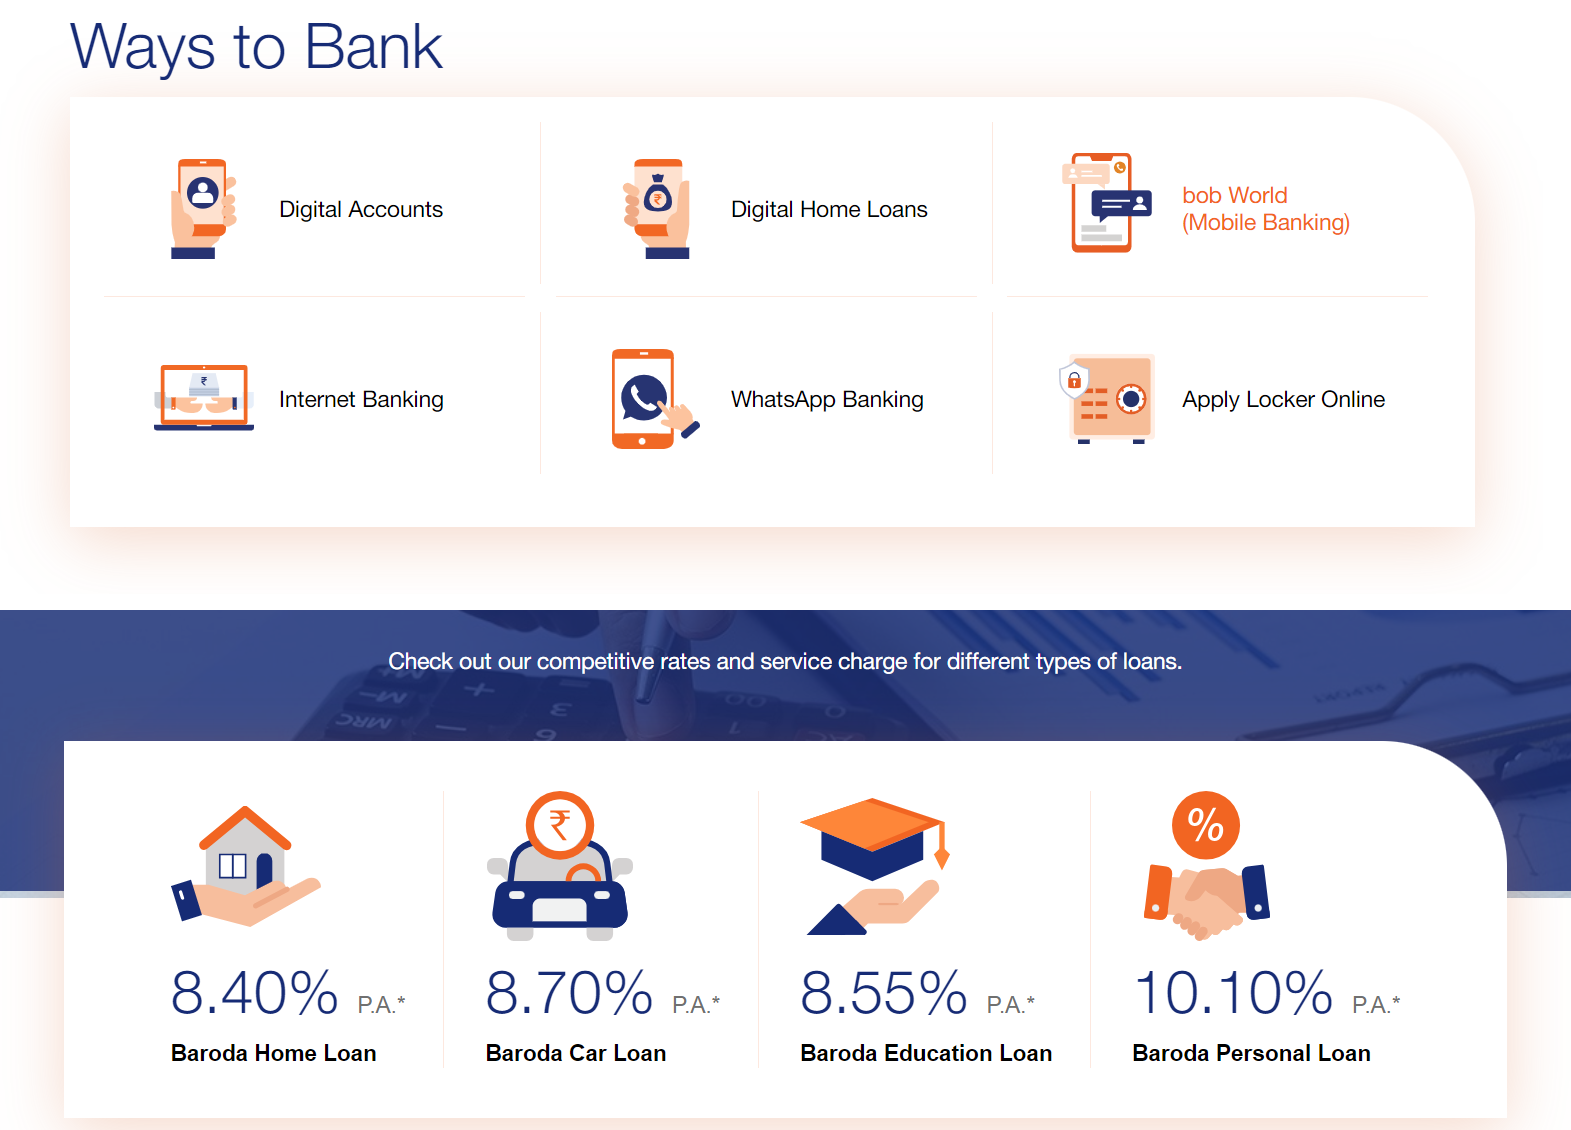 Ways to Bank
Digital Accounts
Digital Home Loans
bob World
(Mobile Banking)
₹
Internet Banking
WhatsApp Banking
Apply Locker Online
Check out our competitive rates and service charge for different types of loans.
₹
%
8.40% P.A.*
8.70% P.A.*
8.55% P.A.*
10.10% P.A.*
Baroda Home Loan
Baroda Car Loan
Baroda Education Loan
Baroda Personal Loan